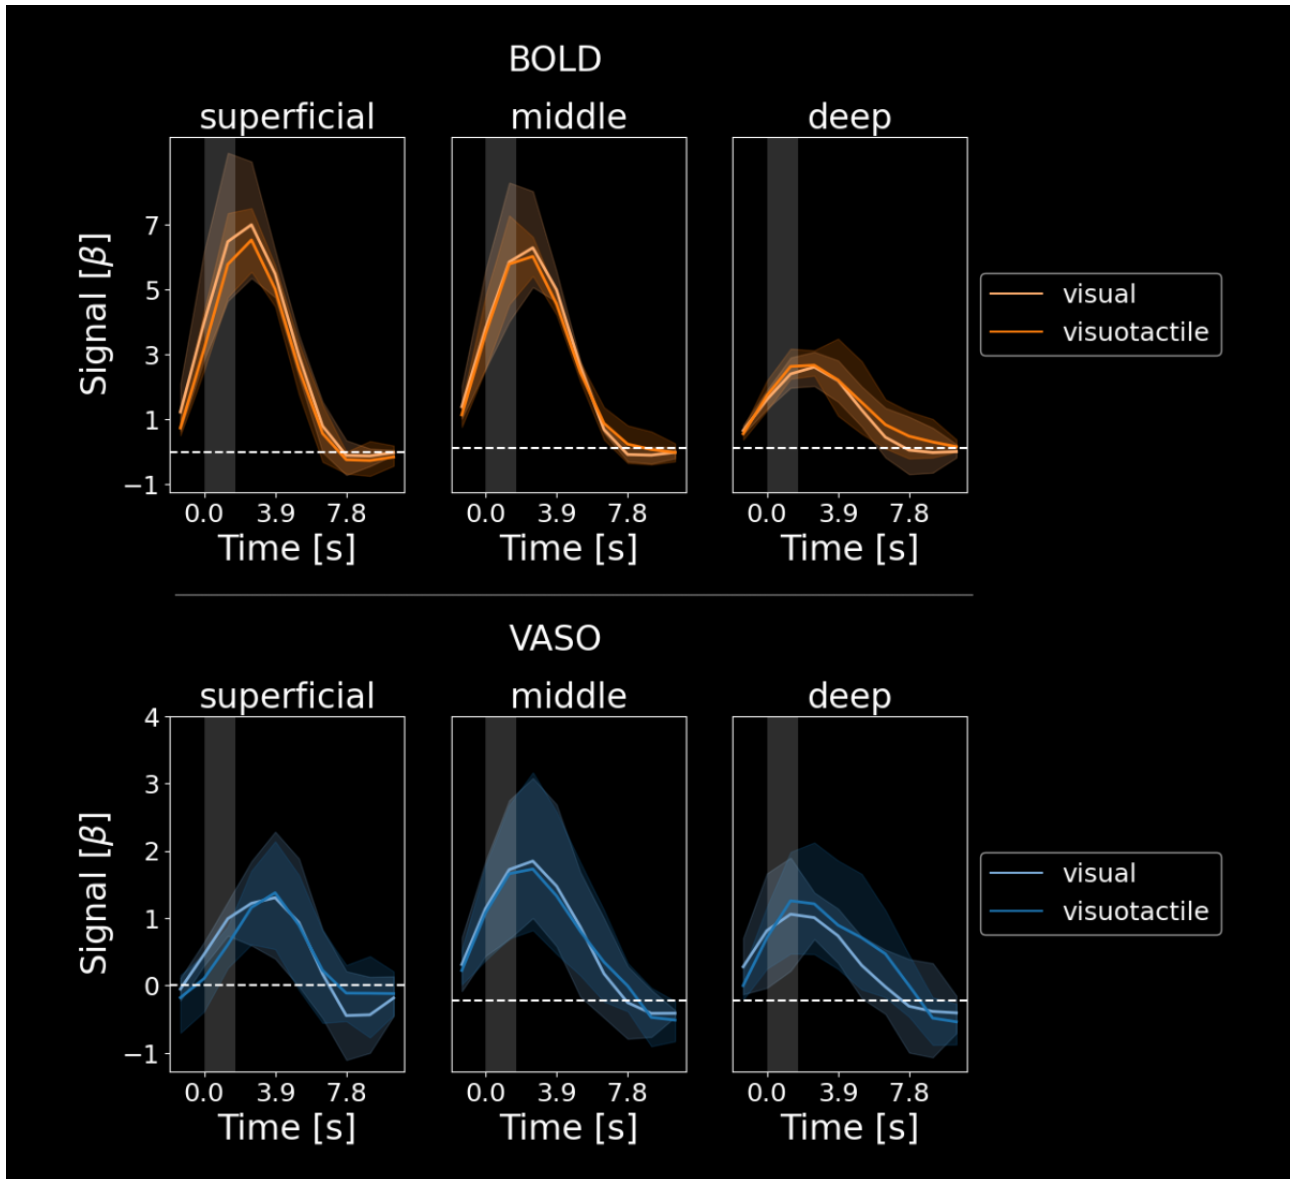 BOLD
superficial middle deep
Signal [β]
7
5
3
1
−1
0.0 3.9 7.8 0.0 3.9 7.8 0.0 3.9 7.8
Time [s] Time [s] Time [s]
visual
visuotactile
VASO
superficial middle deep
Signal [β]
4
3
2
1
0
−1
0.0 3.9 7.8 0.0 3.9 7.8 0.0 3.9 7.8
Time [s] Time [s] Time [s]
visual
visuotactile